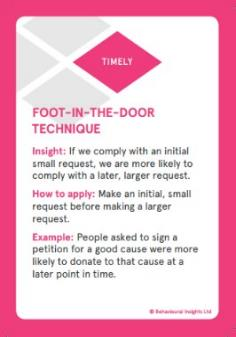 TIMELY
FOOT-IN-THE-DOOR
TECHNIQUE
Insight: If we comply with an initial
small request, we are more likely to
comply with a later, larger request.
How to apply: Make an initial, small
request before making a larger
request.
Example: People asked to sign a
petition for a good cause were more
likely to donate to that cause at a
later point in time.
© Behavioural Insights Ltd